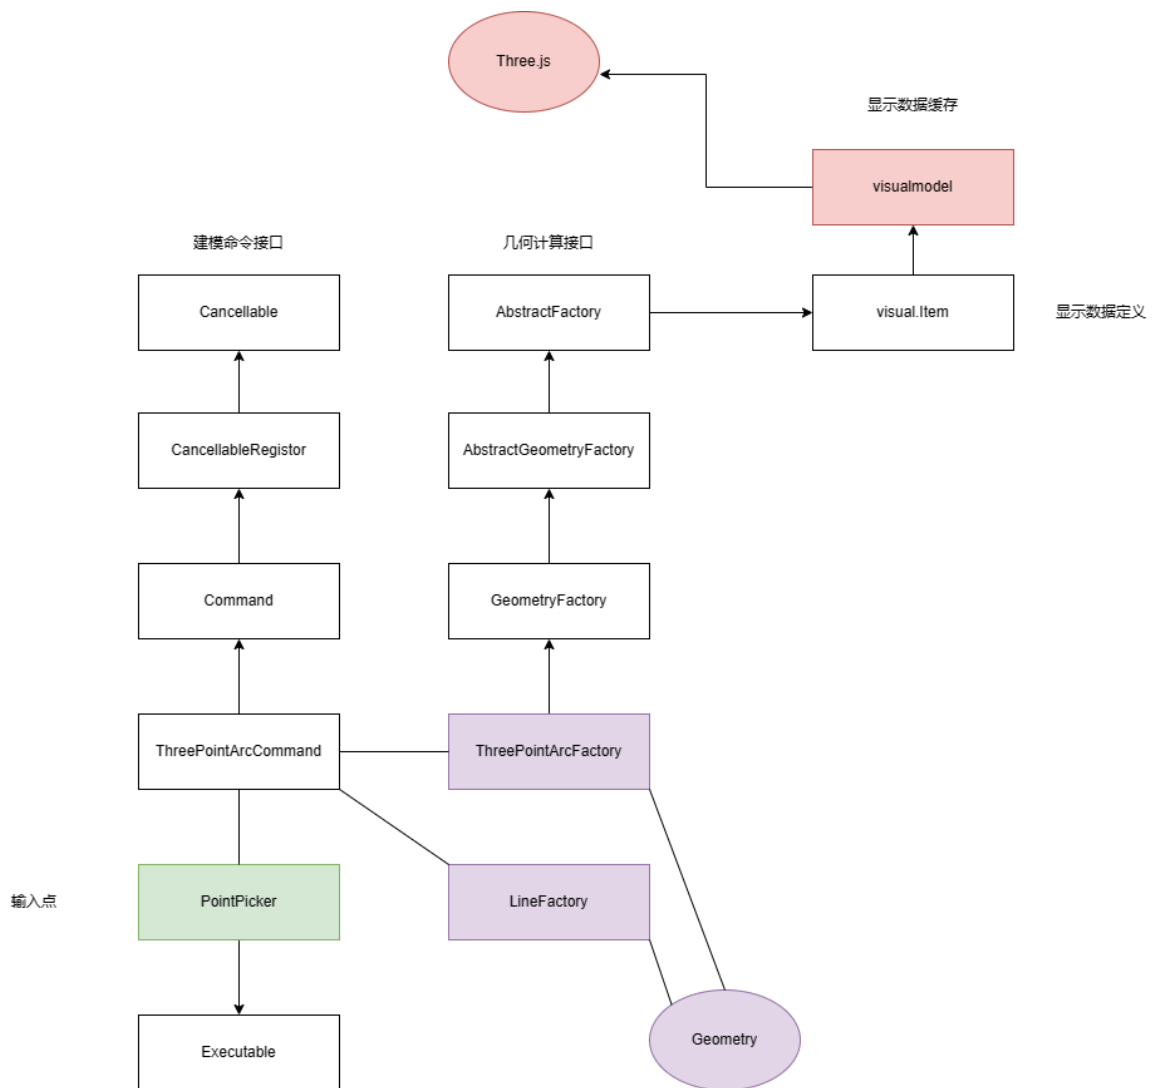 Three.js
显示数据缓存
visualmodel
建模命令接口
几何计算接口
Cancellable
AbstractFactory
visual.Item
显示数据定义
CancellableRegistor
AbstractGeometryFactory
Command
GeometryFactory
ThreePointArcCommand
ThreePointArcFactory
输入点
PointPicker
LineFactory
Geometry
Executable